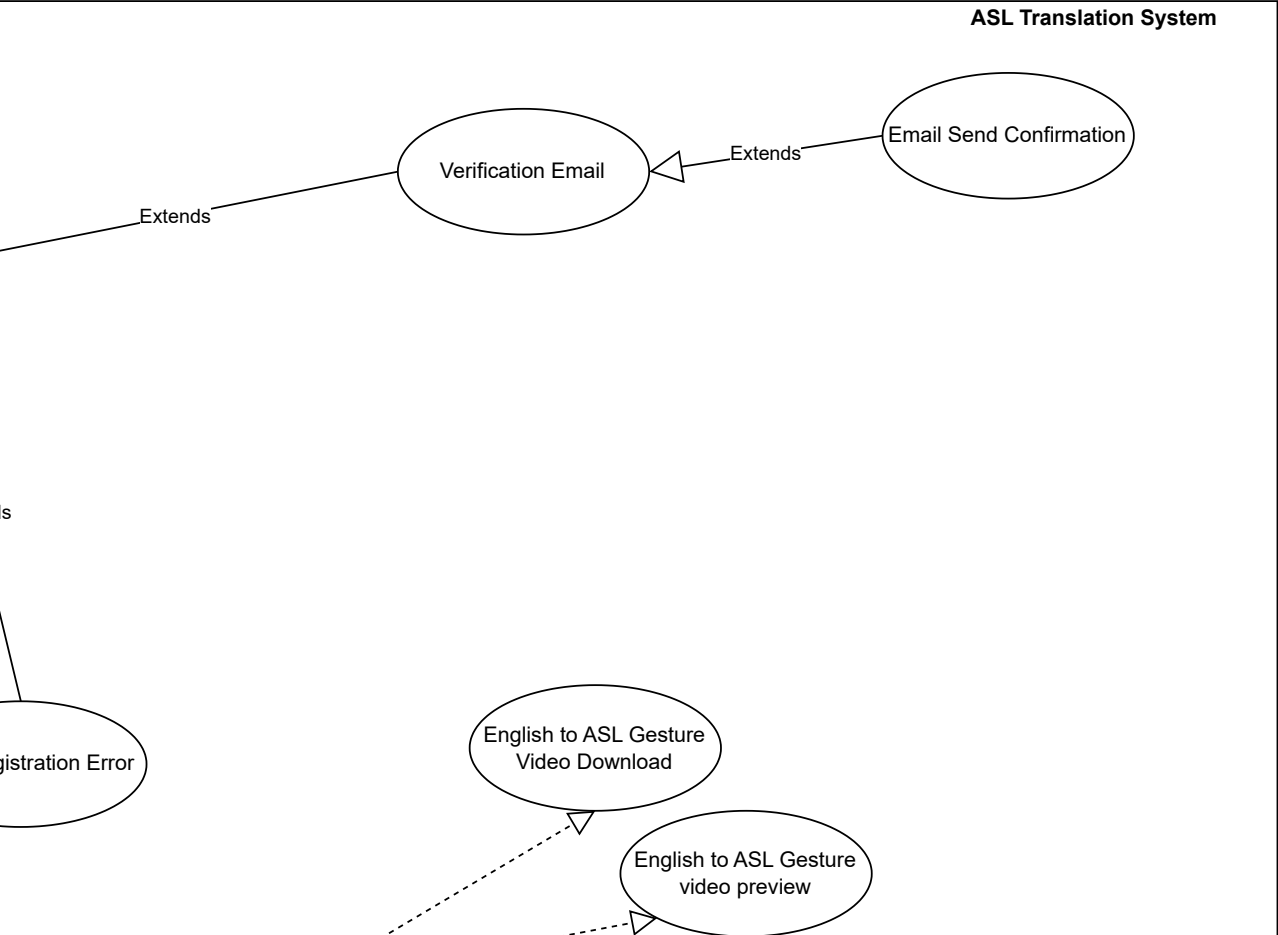 ASL Translation System
Email Send Confirmation
Extends
Verification Email
Extends
Error
English to ASL Gesture
Video Download
English to ASL Gesture
video preview